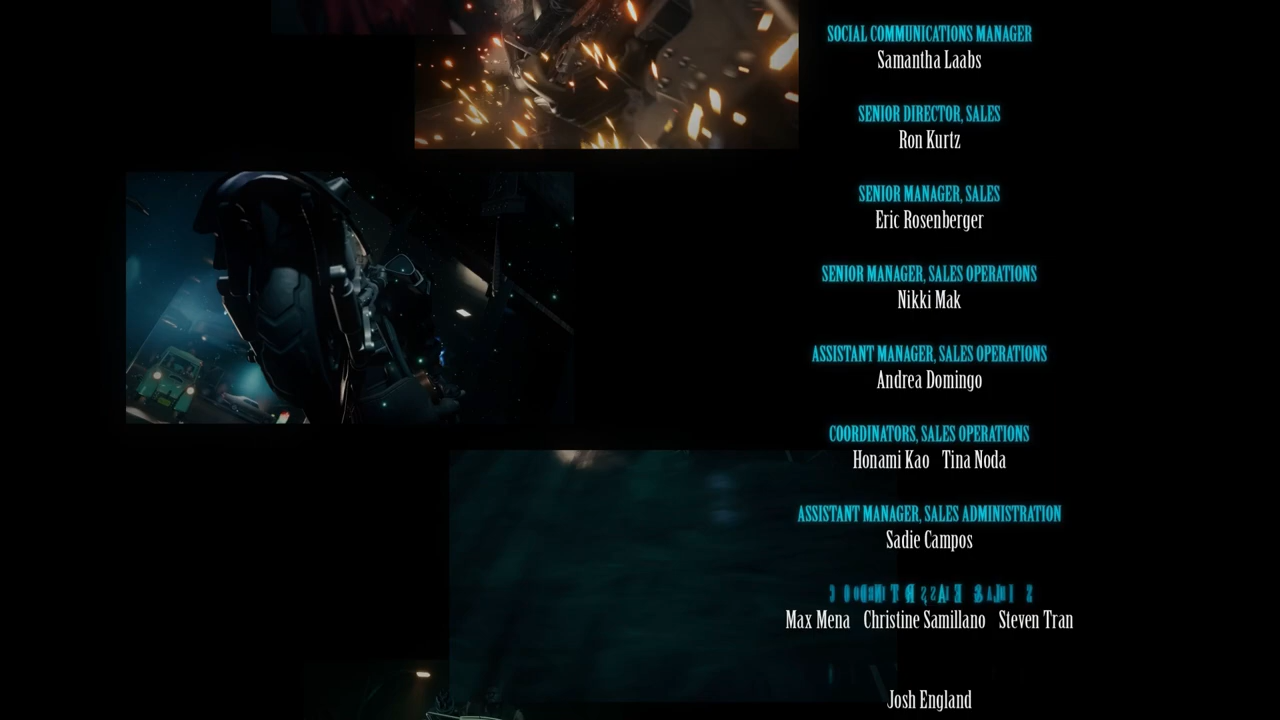 SOCIAL COMMUNICATIONS MANAGER
Samantha Laabs
SENIOR DIRECTOR, SALES
Ron Kurtz
SENIOR MANAGER, SALES
Eric Rosenberger
SENIOR MANAGER, SALES OPERATIONS
Nikki Mak
ASSISTANT MANAGER, SALES OPERATIONS
Andrea Domingo
COORDINATORS, SALES OPERATIONS
Honami Kao Tina Noda
ASSISTANT MANAGER, SALES ADMINISTRATION
Sadie Campos
Max Mena Christine Samillano Steven Tran
Josh England